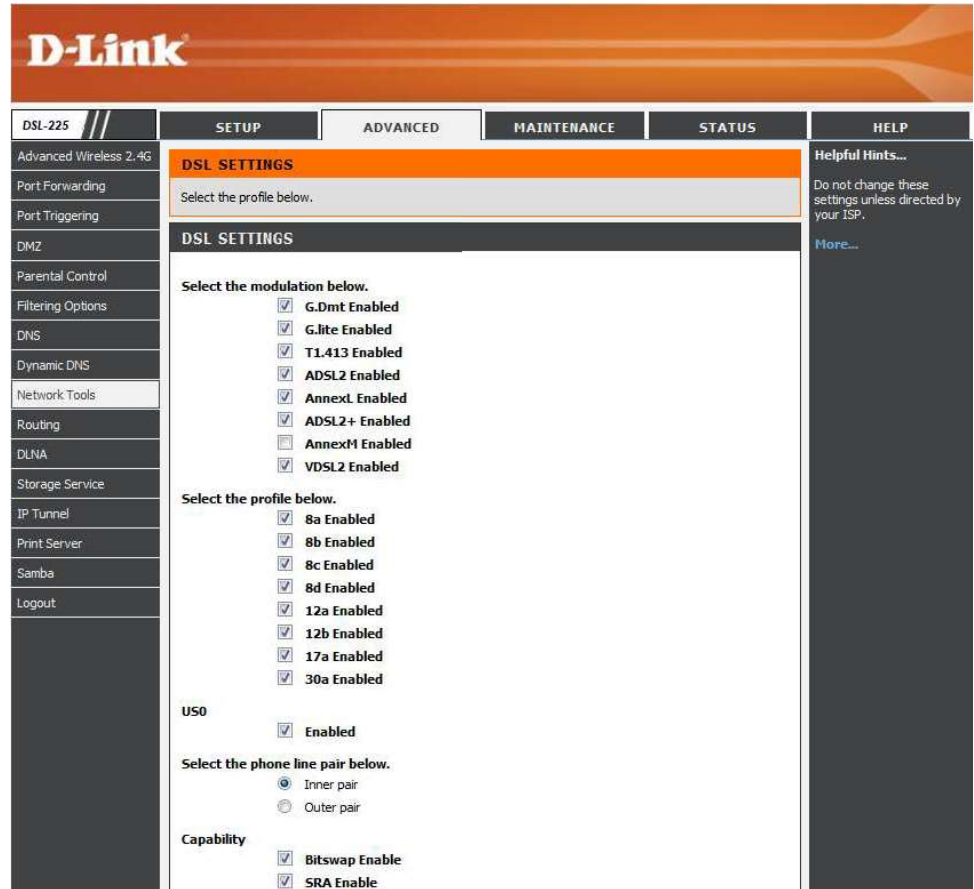 D-Link
DSL-225
SETUP
ADVANCED
MAINTENANCE
STATUS
HELP
Advanced Wireless 2.4G
Port Forwarding
Port Triggering
DMZ
Parental Control
Filtering Options
DNS
Dynamic DNS
Network Tools
Routing
DLNA
Storage Service
IP Tunnel
Print Server
Samba
Logout
DSL SETTINGS
Select the profile below.
DSL SETTINGS
Select the modulation below.
G.Dmt Enabled
G.lite Enabled
T1.413 Enabled
ADSL2 Enabled
AnnexL Enabled
ADSL2+ Enabled
AnnexM Enabled
VDSL2 Enabled
Select the profile below.
8a Enabled
8b Enabled
8c Enabled
8d Enabled
12a Enabled
12b Enabled
17a Enabled
30a Enabled
US0
Enabled
Select the phone line pair below.
Inner pair
Outer pair
Capability
Bitswap Enable
SRA Enable
Helpful Hints...
Do not change these
settings unless directed by
your ISP.
More...